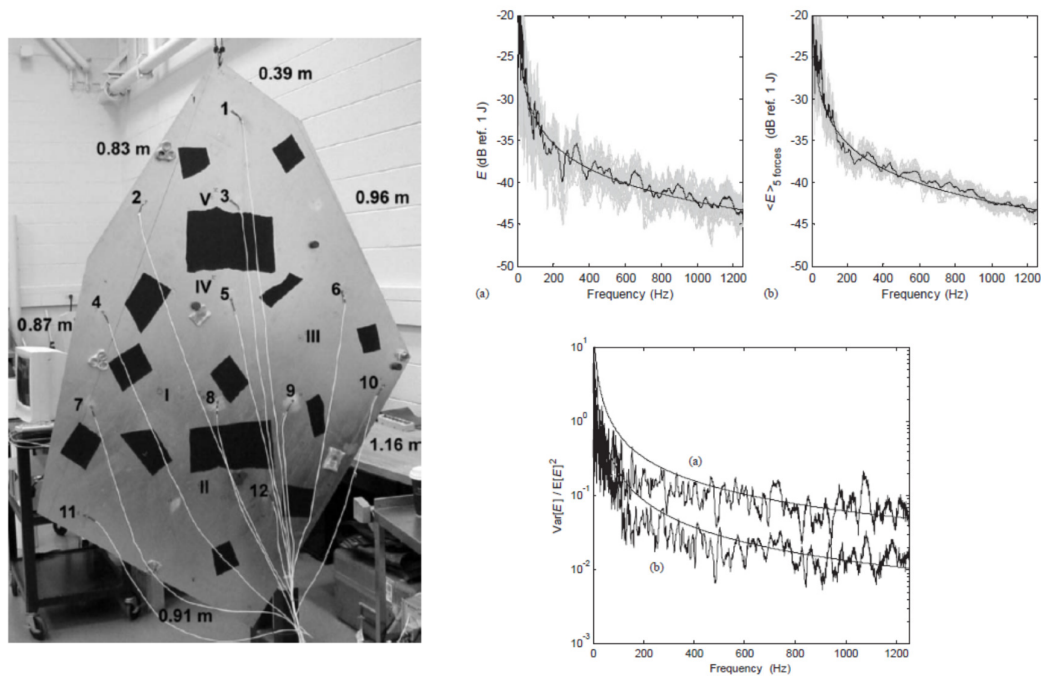 0.39 m
1
0.83 m
2
V
3
0.96 m
IV
4
5
6
0.87 m
III
10
I
7
8
9
1.16 m
II
12
11
0.91 m
E (dB ref. 1 J)
-20
-25
-30
-35
-40
-45
-50
0 200 400 600 800 1000 1200
(a) Frequency (Hz)
<E>5 forces (dB ref. 1 J)
-20
-25
-30
-35
-40
-45
-50
0 200 400 600 800 1000 1200
(b) Frequency (Hz)
Var[E] / E[E]²
10¹
10⁰
10⁻¹
10⁻²
10⁻³
(a)
(b)
0 200 400 600 800 1000 1200
Frequency (Hz)